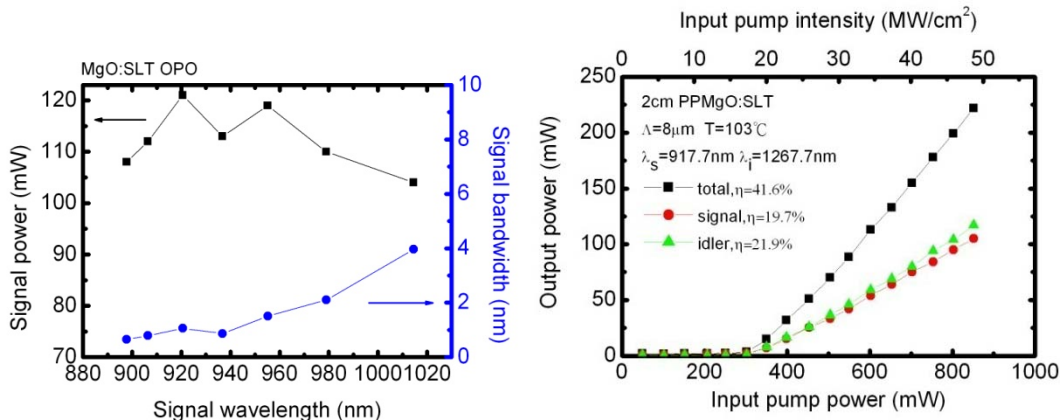 MgO:SLT OPO
Signal power (mW)
120
110
100
90
80
70
10
8
6
4
2
0
Signal bandwidth (nm)
880 900 920 940 960 980 1000 1020
Signal wavelength (nm)
Input pump intensity (MW/cm²)
0 10 20 30 40 50
Output power (mW)
250
200
150
100
50
0
2cm PPMgO:SLT
Λ=8μm T=103℃
λs=917.7nm λi=1267.7nm
total,η=41.6%
signal,η=19.7%
idler,η=21.9%
0 200 400 600 800 1000
Input pump power (mW)